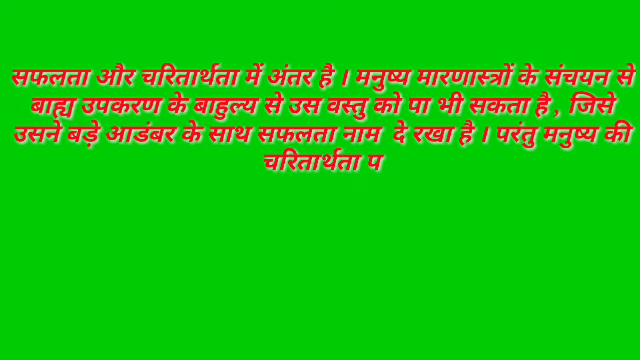 सफलता और चरितार्थता में अंतर है । मनुष्य मारणास्त्रों के संचयन से
बाह्य उपकरण के बाहुल्य से उस वस्तु को पा भी सकता है , जिसे
उसने बड़े आडंबर के साथ सफलता नाम दे रखा है । परंतु मनुष्य की
चरितार्थता प